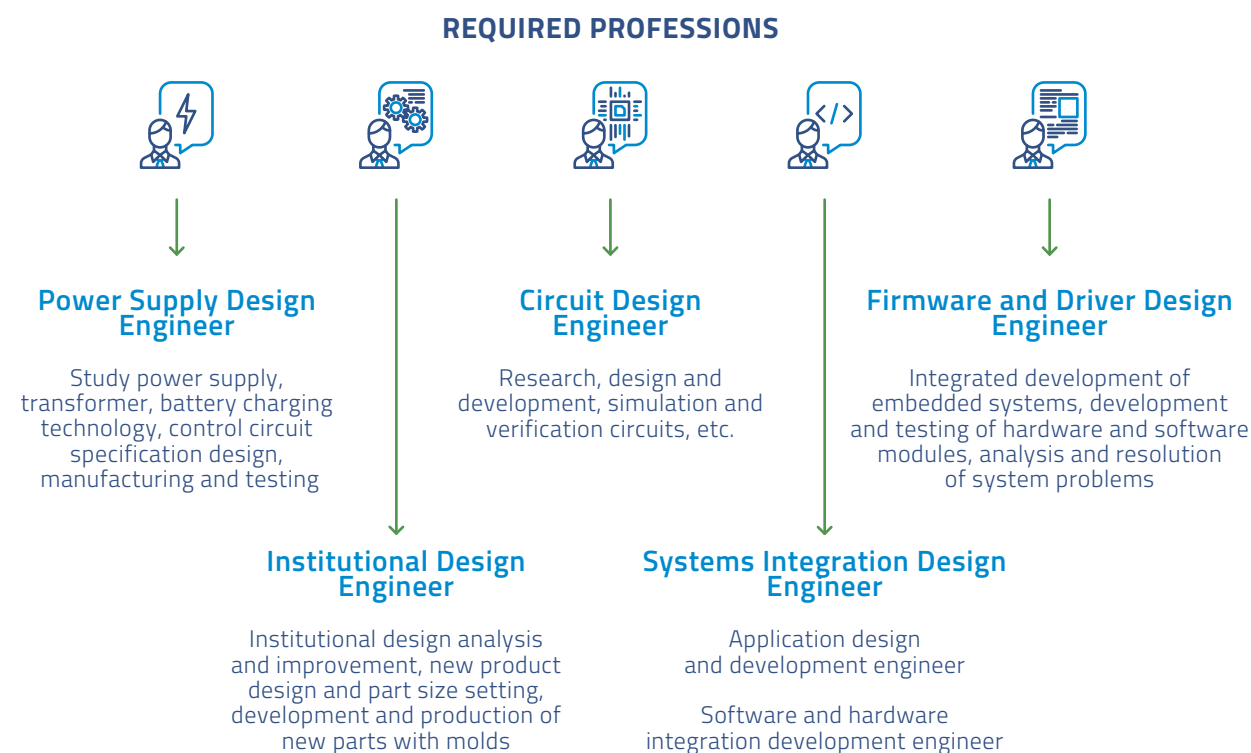 REQUIRED PROFESSIONS
</>
Power Supply Design
Engineer
Study power supply,
transformer, battery charging
technology, control circuit
specification design,
manufacturing and testing
Circuit Design
Engineer
Research, design and
development, simulation and
verification circuits, etc.
Firmware and Driver Design
Engineer
Integrated development of
embedded systems, development
and testing of hardware and software
modules, analysis and resolution
of system problems
Institutional Design
Engineer
Institutional design analysis
and improvement, new product
design and part size setting,
development and production of
new parts with molds
Systems Integration Design
Engineer
Application design
and development engineer
Software and hardware
integration development engineer